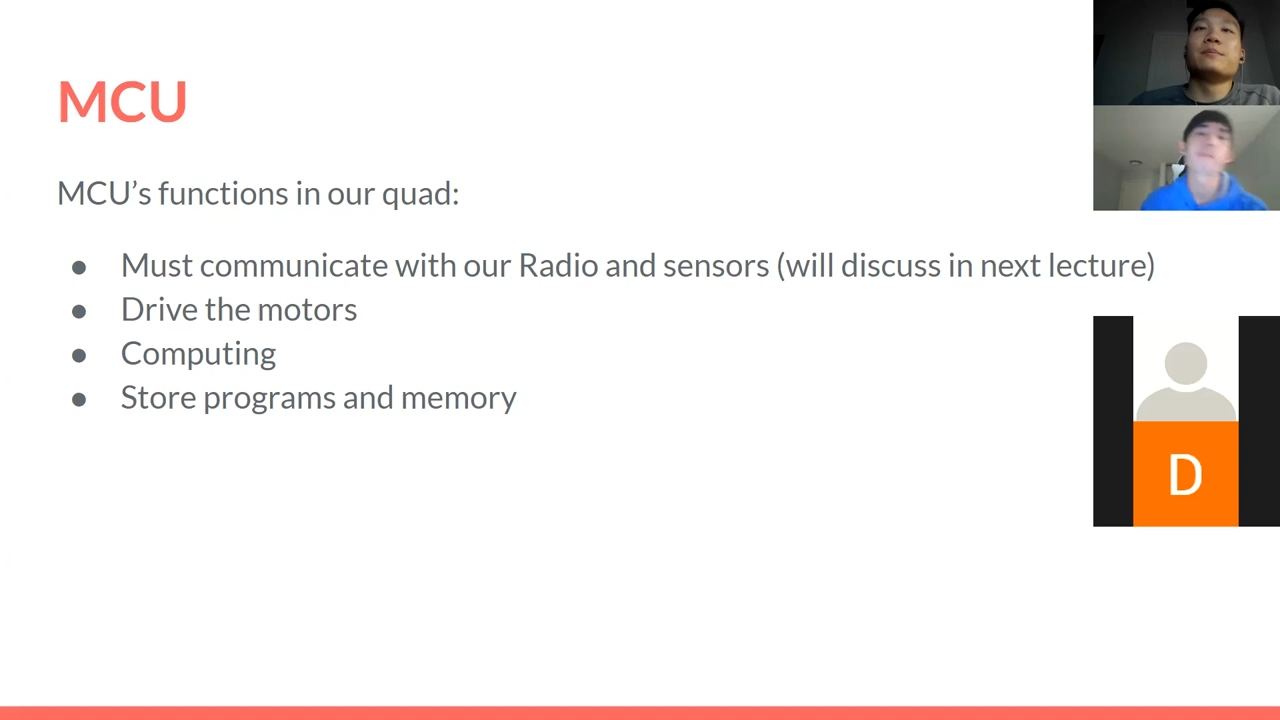 MCU
MCU’s functions in our quad:
● Must communicate with our Radio and sensors (will discuss in next lecture)
● Drive the motors
● Computing
● Store programs and memory
D